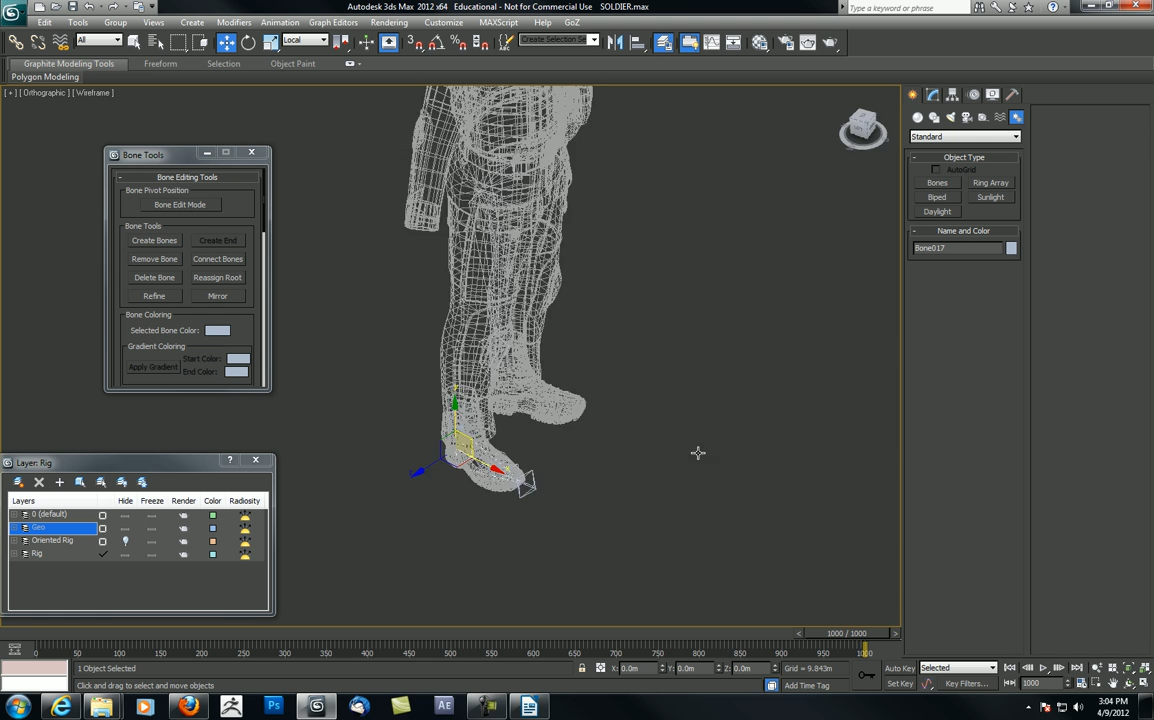 Autodesk 3ds Max 2012 x64 Educational - Not for Commercial Use SOLDIER.max
Type a keyword or phrase
Edit Tools Group Views Create Modifiers Animation Graph Editors Rendering Customize MAXScript Help GoZ
All Local Create Selection Se
Graphite Modeling Tools Freeform Selection Object Paint
Polygon Modeling
[ + ] [ Orthographic ] [ Wireframe ]
Standard
Object Type
AutoGrid
Bones Ring Array
Biped Sunlight
Daylight
Name and Color
Bone017
Bone Tools
Bone Editing Tools
Bone Pivot Position
Bone Edit Mode
Bone Tools
Create Bones Create End
Remove Bone Connect Bones
Delete Bone Reassign Root
Refine Mirror
Bone Coloring
Selected Bone Color:
Gradient Coloring
Apply Gradient Start Color:
End Color:
Layer: Rig
Layers Hide Freeze Render Color Radiosity
0 (default)
Geo
Oriented Rig
Rig
1000 / 1000
0 50 100 150 200 250 300 350 400 450 500 550 600 650 700 750 800 850 900 950 1000
1 Object Selected X: 0.0m Y: 0.0m Z: 0.0m Grid = 9.843m Auto Key Selected
Click and drag to select and move objects Add Time Tag Set Key Key Filters... 1000
3:04 PM
4/9/2012